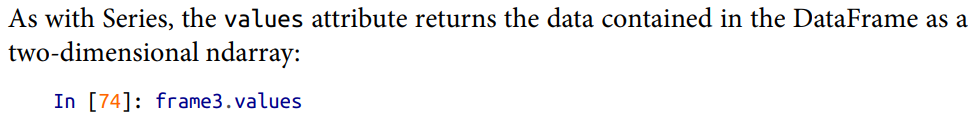 As with Series, the values attribute returns the data contained in the DataFrame as a
two-dimensional ndarray:
In [74]: frame3.values